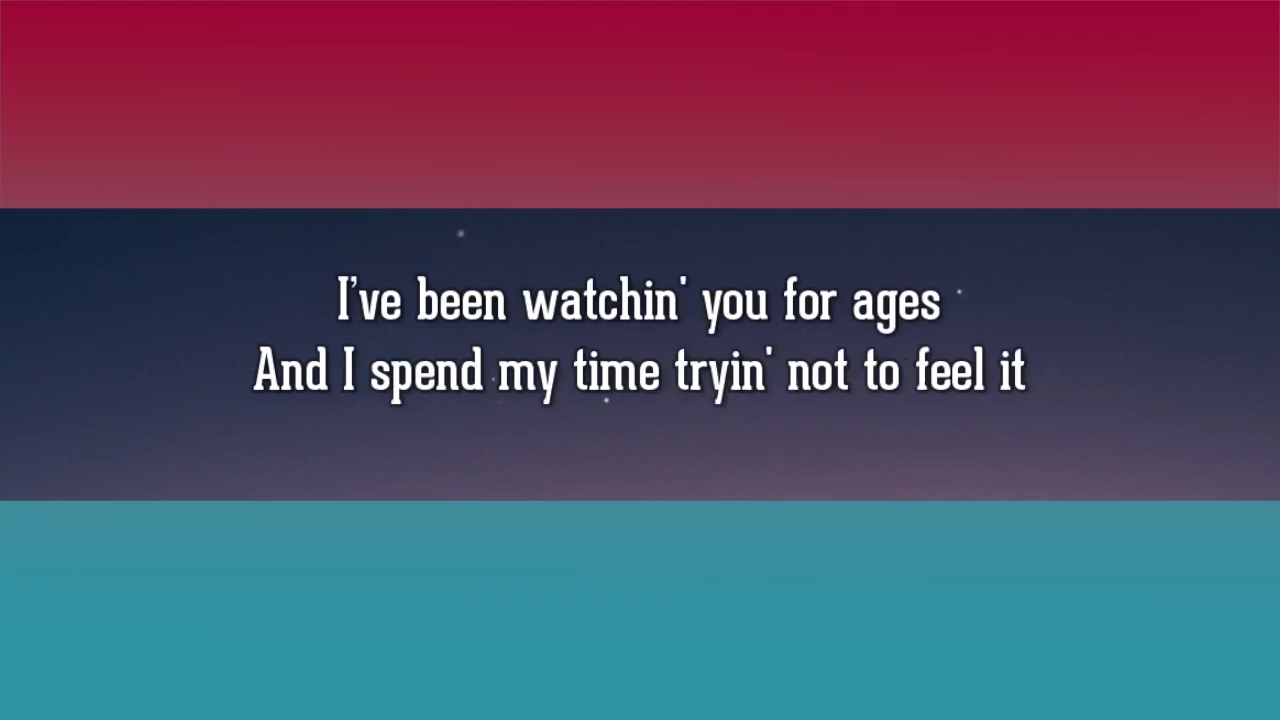 I've been watchin' you for ages
And I spend my time tryin' not to feel it